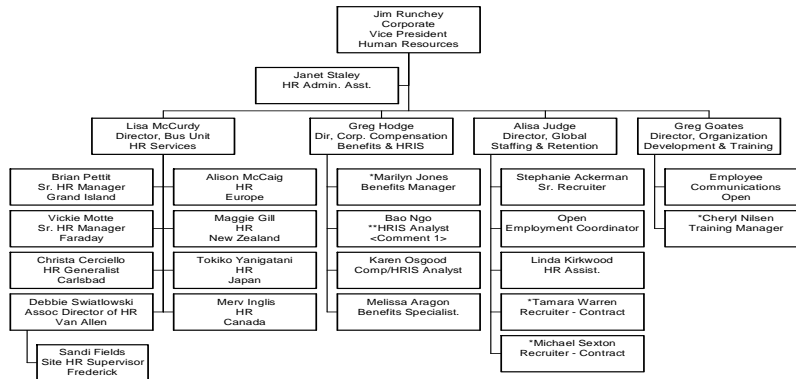 Jim Runchey
Corporate
Vice President
Human Resources
Janet Staley
HR Admin. Asst.
Lisa McCurdy
Director, Bus Unit
HR Services
Greg Hodge
Dir, Corp. Compensation
Benefits & HRIS
Alisa Judge
Director, Global
Staffing & Retention
Greg Goates
Director, Organization
Development & Training
Brian Pettit
Sr. HR Manager
Grand Island
Vickie Motte
Sr. HR Manager
Faraday
Christa Cerciello
HR Generalist
Carlsbad
Debbie Swiatlowski
Assoc Director of HR
Van Allen
Sandi Fields
Site HR Supervisor
Frederick
Alison McCaig
HR
Europe
Maggie Gill
HR
New Zealand
Tokiko Yanigatani
HR
Japan
Merv Inglis
HR
Canada
*Marilyn Jones
Benefits Manager
Bao Ngo
**HRIS Analyst
<Comment 1>
Karen Osgood
Comp/HRIS Analyst
Melissa Aragon
Benefits Specialist.
Stephanie Ackerman
Sr. Recruiter
Open
Employment Coordinator
Linda Kirkwood
HR Assist.
*Tamara Warren
Recruiter - Contract
*Michael Sexton
Recruiter - Contract
Employee
Communications
Open
*Cheryl Nilsen
Training Manager